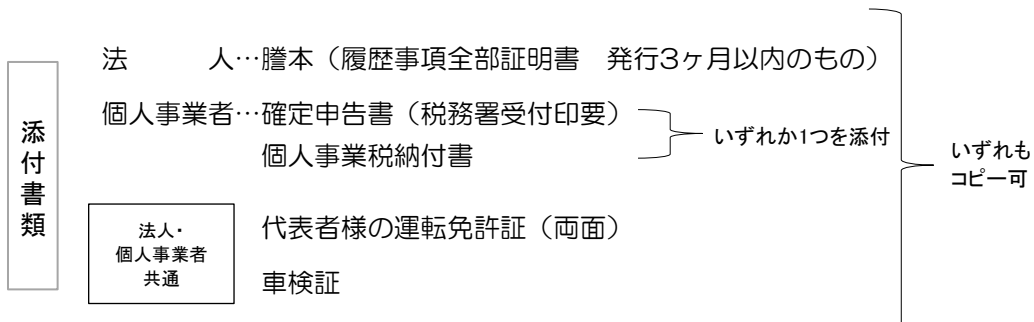 添付書類
法　　　人…謄本（履歴事項全部証明書　発行3ヶ月以内のもの）
個人事業者…確定申告書（税務署受付印要）
個人事業税納付書
いずれか1つを添付
法人・
個人事業者
共通
代表者様の運転免許証（両面）
車検証
いずれも
コピー可